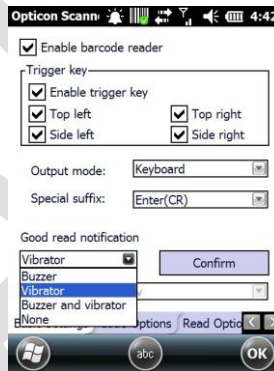 Opticon Scann 4:42
Enable barcode reader
Trigger key
Enable trigger key
Top left Top right
Side left Side right
Output mode: Keyboard
Special suffix: Enter(CR)
Good read notification
Vibrator Confirm
Buzzer
Vibrator
Buzzer and vibrator
None
Options Read Optio
abc OK